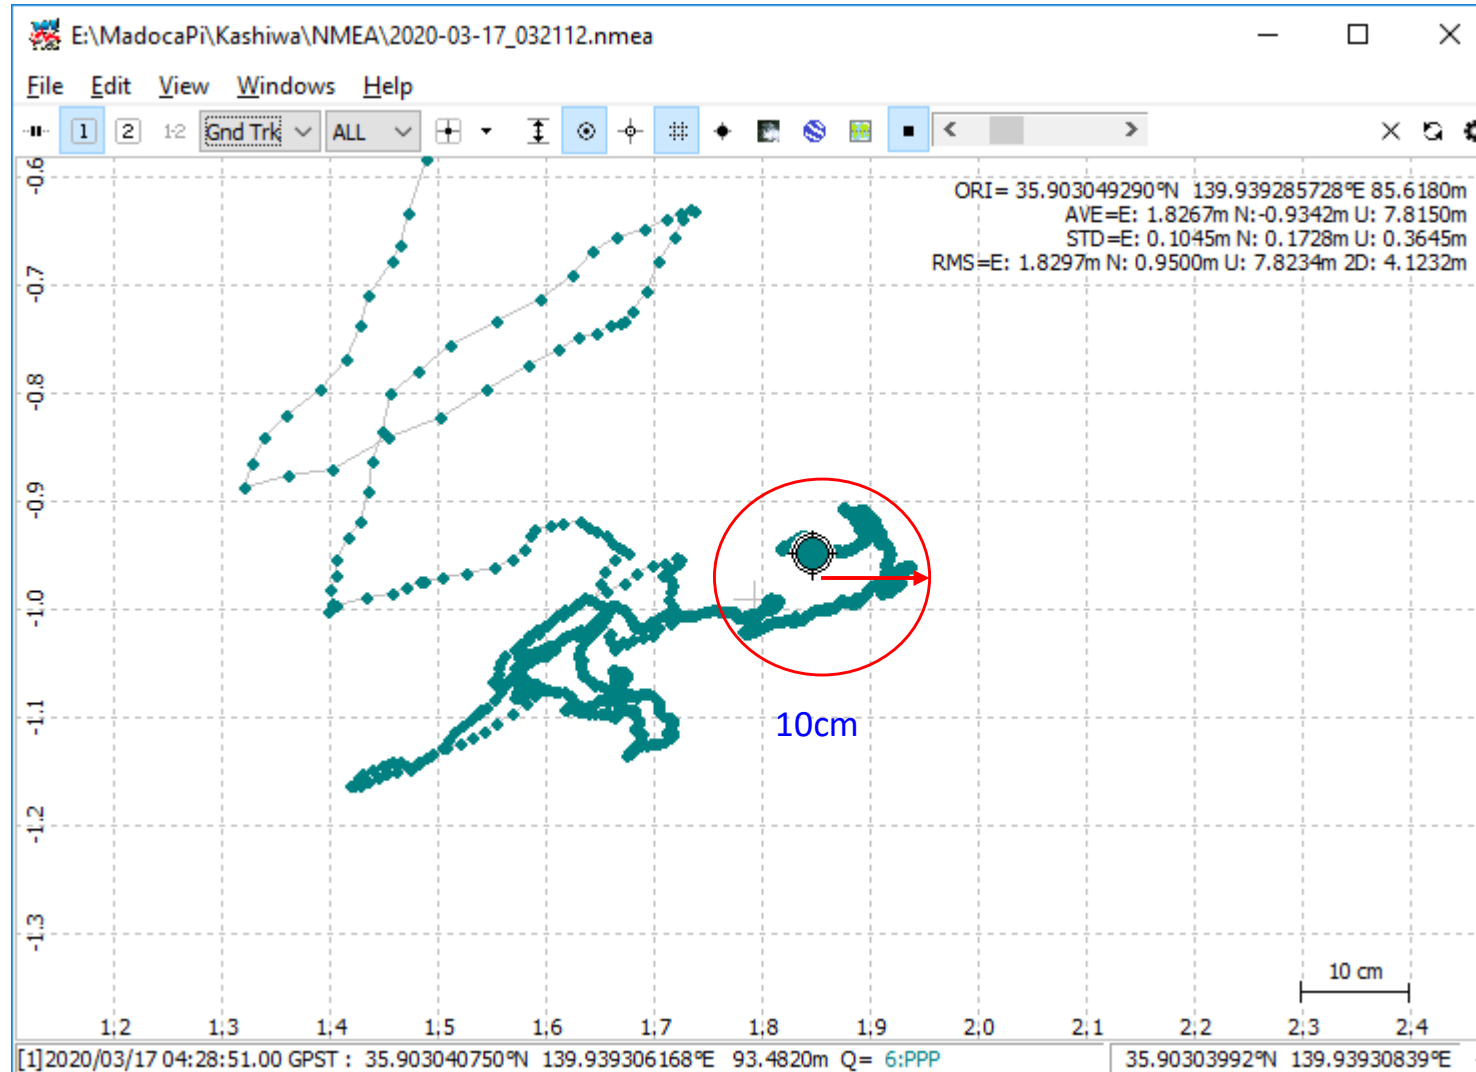 E:\MadocaPi\Kashiwa\NMEA\2020-03-17_032112.nmea
File Edit View Windows Help
1 2 1-2 Gnd Trk ALL
ORI= 35.903049290°N 139.939285728°E 85.6180m
AVE=E: 1.8267m N:-0.9342m U: 7.8150m
STD=E: 0.1045m N: 0.1728m U: 0.3645m
RMS=E: 1.8297m N: 0.9500m U: 7.8234m 2D: 4.1232m
-0.6
-0.7
-0.8
-0.9
-1.0
-1.1
-1.2
-1.3
10cm
10 cm
1.2 1.3 1.4 1.5 1.6 1.7 1.8 1.9 2.0 2.1 2.2 2.3 2.4
[1]2020/03/17 04:28:51.00 GPST : 35.903040750°N 139.939306168°E 93.4820m Q= 6:PPP 35.90303992°N 139.93930839°E